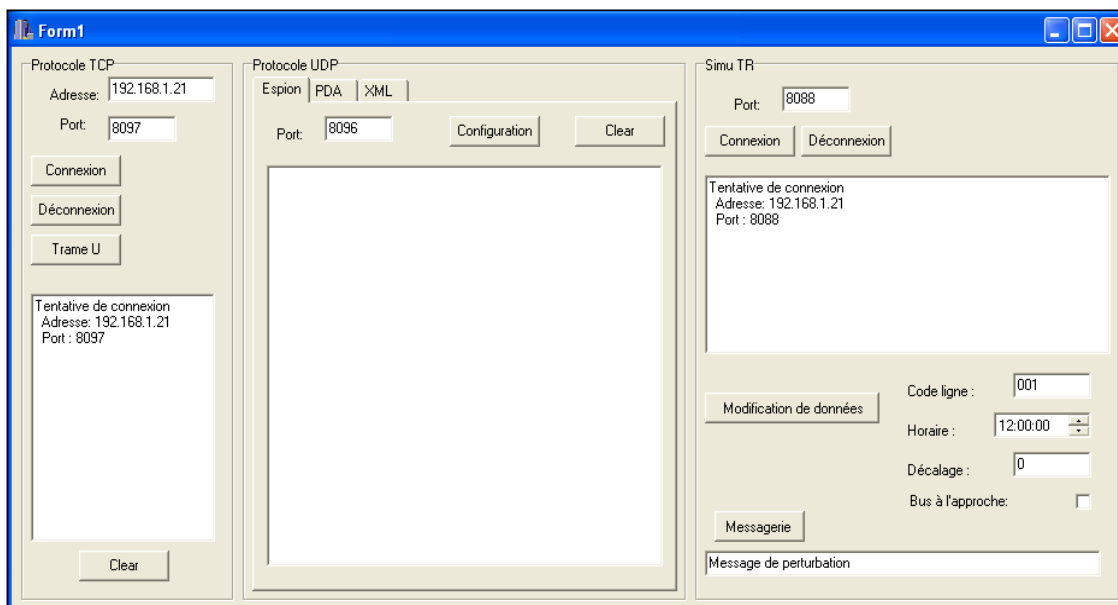 Form1
Protocole TCP
Adresse: 192.168.1.21
Port: 8097
Connexion
Déconnexion
Trame U
Tentative de connexion
Adresse: 192.168.1.21
Port : 8097
Clear
Protocole UDP
Espion PDA XML
Port: 8096 Configuration Clear
Simu TR
Port: 8088
Connexion Déconnexion
Tentative de connexion
Adresse: 192.168.1.21
Port : 8088
Modification de données
Code ligne : 001
Horaire : 12:00:00
Décalage : 0
Bus à l'approche:
Messagerie
Message de perturbation